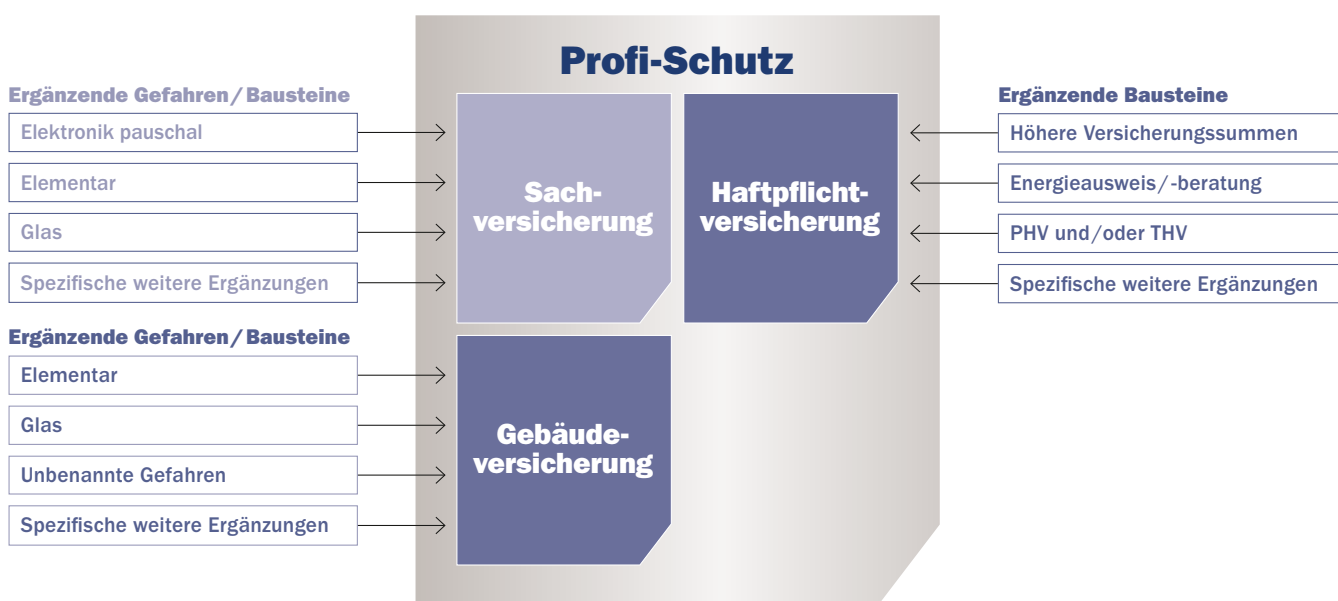 Profi-Schutz
Ergänzende Gefahren/Bausteine
Elektronik pauschal
Elementar
Glas
Spezifische weitere Ergänzungen
Sach-
versicherung
Haftpflicht-
versicherung
Ergänzende Bausteine
Höhere Versicherungssummen
Energieausweis/-beratung
PHV und/oder THV
Spezifische weitere Ergänzungen
Ergänzende Gefahren/Bausteine
Elementar
Glas
Unbenannte Gefahren
Spezifische weitere Ergänzungen
Gebäude-
versicherung